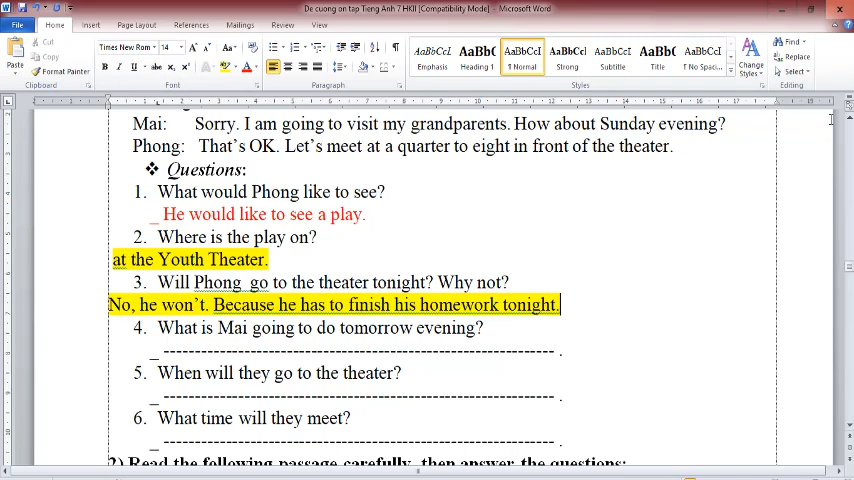 De cuong on tap Tieng Anh 7 HKII [Compatibility Mode] - Microsoft Word
File Home Insert Page Layout References Mailings Review View
Paste Cut Copy Format Painter
Clipboard
Times New Rom 14
Font
Paragraph
AaBbCcI AaBbC AaBbCcI AaBbCcI AaBbCcI AaBbC AaBbCcI
Emphasis Heading 1 ¶ Normal Strong Subtitle Title ¶ No Spaci...
Change Styles
Styles
Find Replace Select
Editing
Mai: Sorry. I am going to visit my grandparents. How about Sunday evening?
Phong: That’s OK. Let’s meet at a quarter to eight in front of the theater.
❖ Questions:
1. What would Phong like to see?
_ He would like to see a play.
2. Where is the play on?
at the Youth Theater.
3. Will Phong go to the theater tonight? Why not?
No, he won’t. Because he has to finish his homework tonight.
4. What is Mai going to do tomorrow evening?
_ ------------------------------------------------------- .
5. When will they go to the theater?
_ ------------------------------------------------------- .
6. What time will they meet?
_ ------------------------------------------------------- .
2) Read the following passage carefully, then answer the questions: